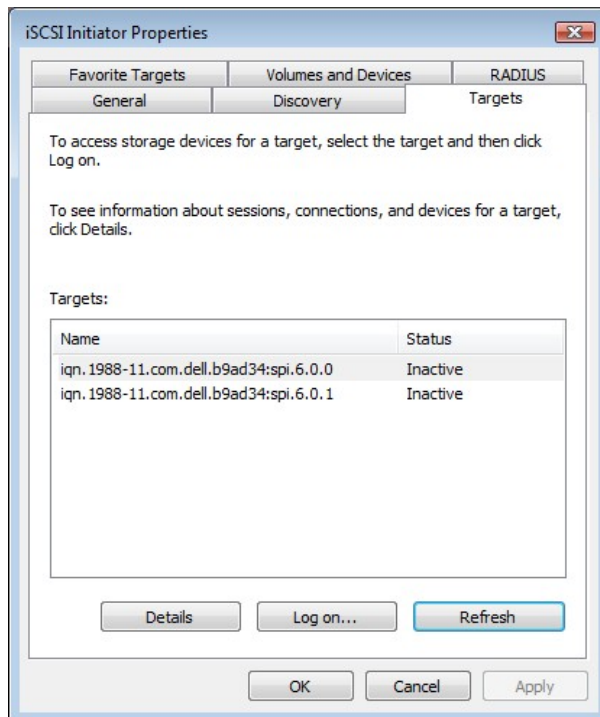 iSCSI Initiator Properties
Favorite Targets Volumes and Devices RADIUS
General Discovery Targets
To access storage devices for a target, select the target and then click
Log on.
To see information about sessions, connections, and devices for a target,
click Details.
Targets:
Name Status
iqn.1988-11.com.dell.b9ad34:spi.6.0.0 Inactive
iqn.1988-11.com.dell.b9ad34:spi.6.0.1 Inactive
Details Log on... Refresh
OK Cancel Apply